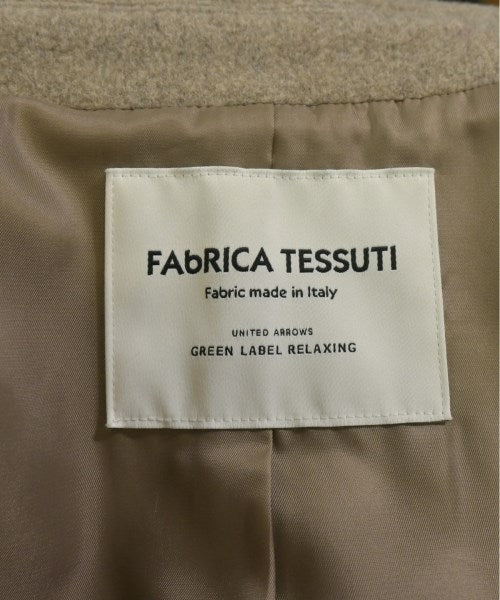 FAbRICA TESSUTI
Fabric made in Italy
UNITED ARROWS
GREEN LABEL RELAXING